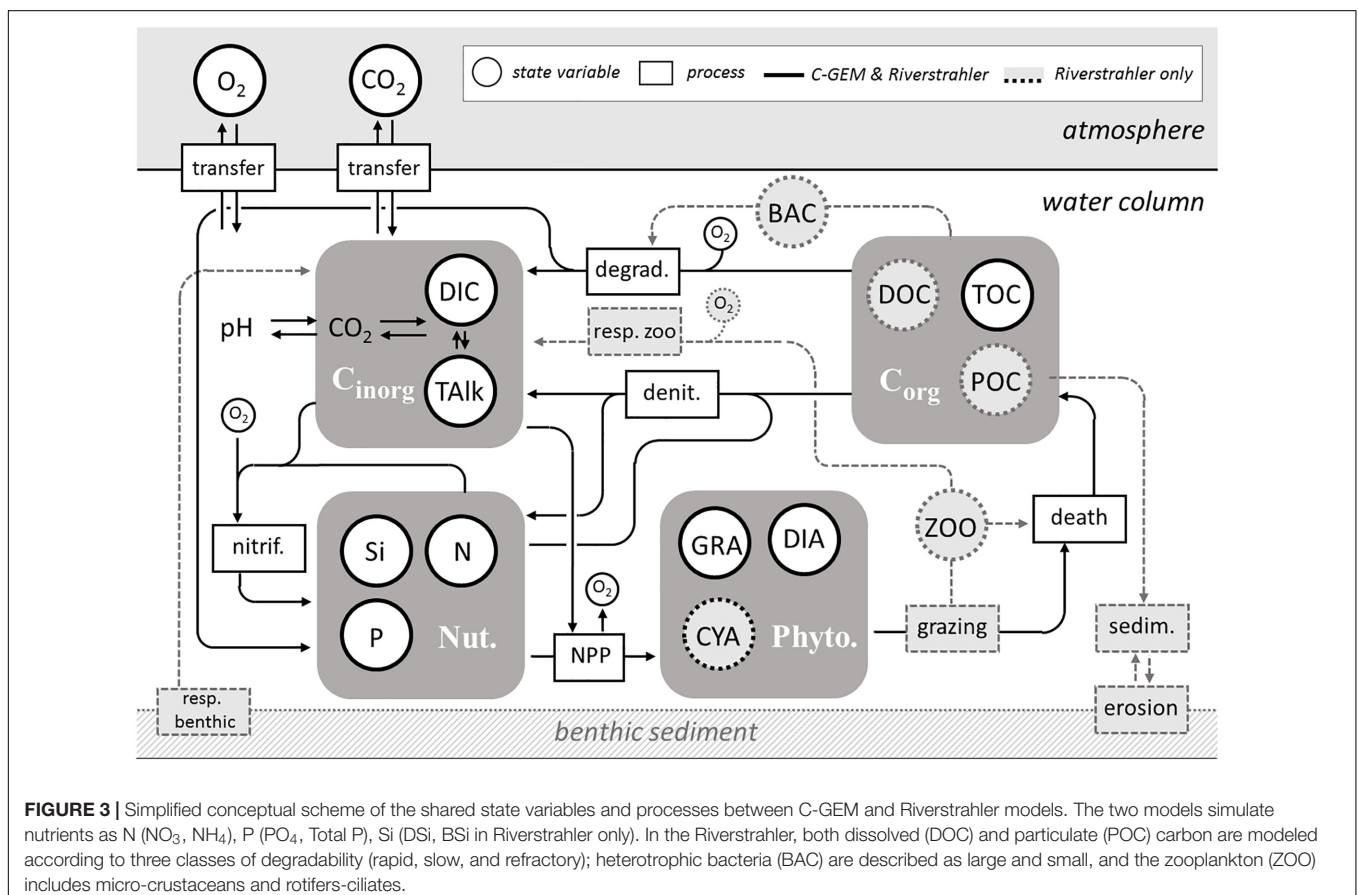 O2
CO2
state variable
process
C-GEM & Riverstrahler
Riverstrahler only
atmosphere
transfer
transfer
water column
BAC
O2
degrad.
DOC
TOC
DIC
O2
resp. zoo
pH
CO2
Cinorg
TAlk
Corg
POC
denit.
O2
nitrif.
Si
N
GRA
DIA
ZOO
death
O2
P
Nut.
NPP
CYA
Phyto.
grazing
sedim.
resp.
benthic
erosion
benthic sediment
FIGURE 3 | Simplified conceptual scheme of the shared state variables and processes between C-GEM and Riverstrahler models. The two models simulate
nutrients as N (NO3, NH4), P (PO4, Total P), Si (DSi, BSi in Riverstrahler only). In the Riverstrahler, both dissolved (DOC) and particulate (POC) carbon are modeled
according to three classes of degradability (rapid, slow, and refractory); heterotrophic bacteria (BAC) are described as large and small, and the zooplankton (ZOO)
includes micro-crustaceans and rotifers-ciliates.